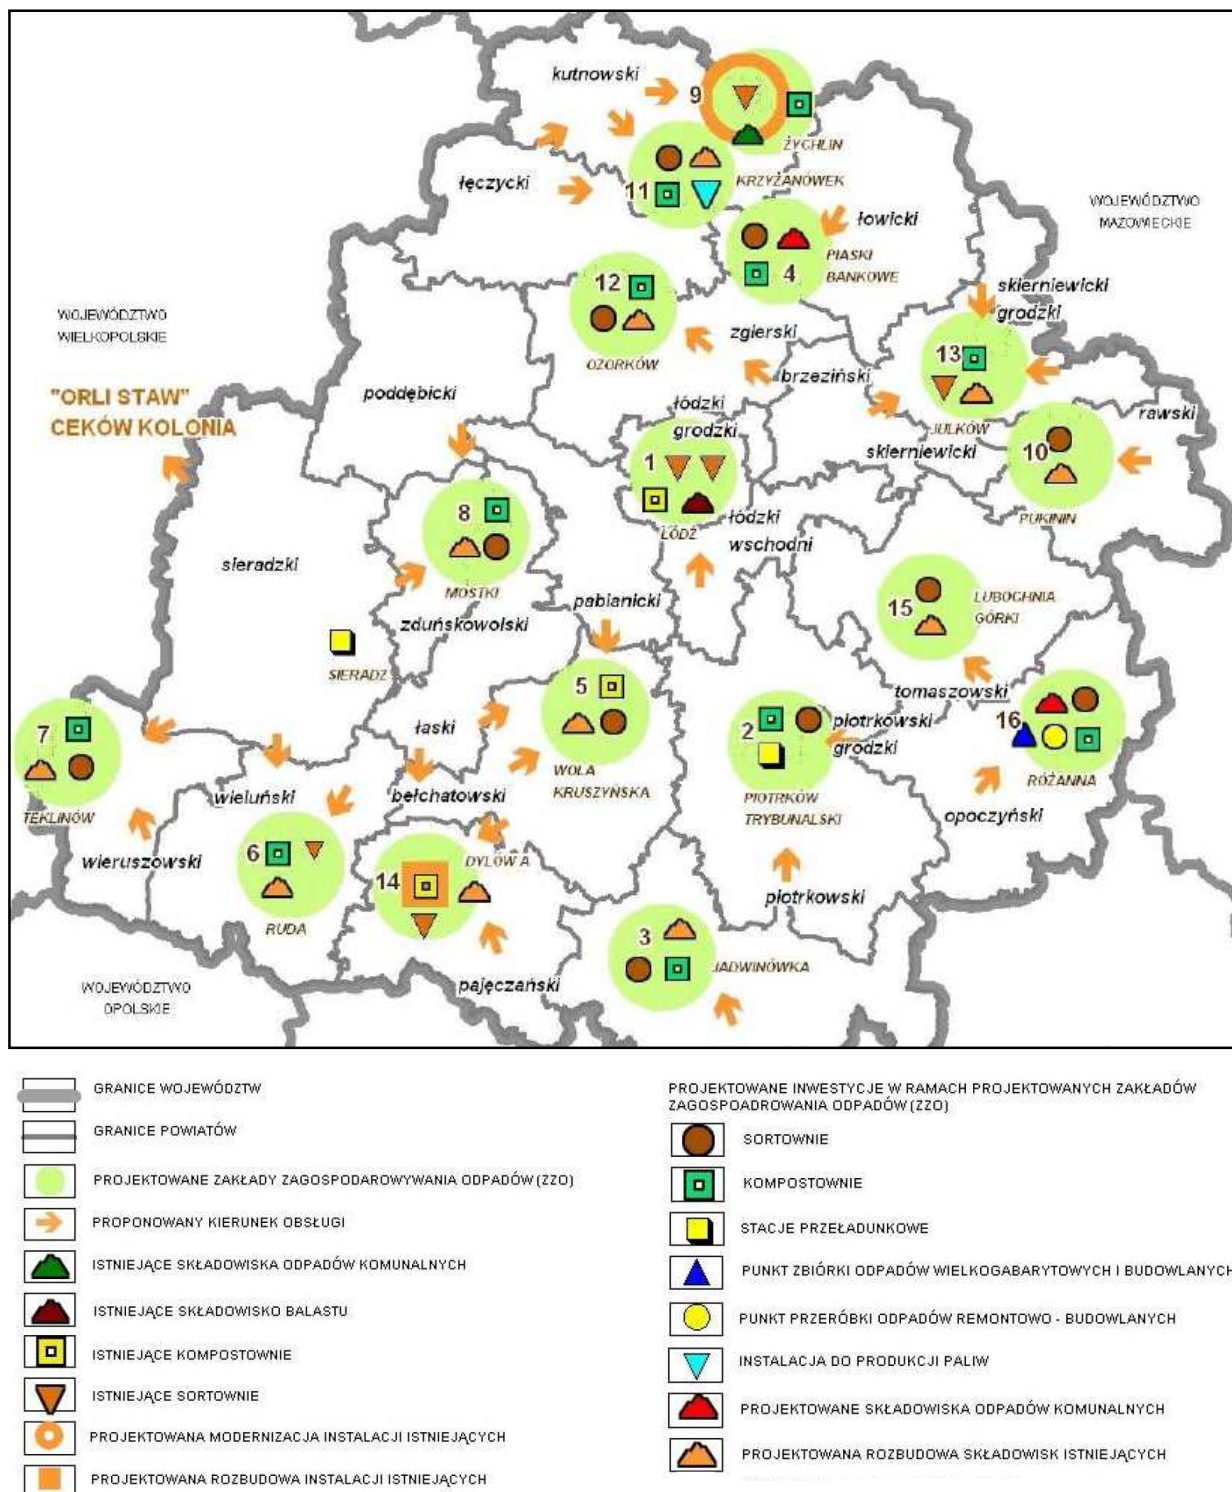 kutnowski
9
ŻYCHLIN
łęczycki
11
KRZYŻANÓWEK
WOJEWÓDZTWO
MAZOWIECKIE
łowicki
PIASKI
BANKOWE
4
12
OZORKÓW
zgierski
skierniewicki
grodzki
WOJEWÓDZTWO
WIELKOPOLSKIE
13
JULKÓW
brzeziński
poddębicki
"ORLI STAW"
CEKÓW KOLONIA
łódzki
grodzki
rawski
skierniewicki
10
PUKININ
1
ŁÓDŹ
łódzki
wschodni
8
MOSTKI
sieradzki
zduńskowolski
pabianicki
15
LUBOCHNIA
GÓRKI
SIERADZ
tomaszowski
5
WOLA
KRUSZYŃSKA
łaski
2
piotrkowski
grodzki
PIOTRKÓW
TRYBUNALSKI
16
RÓŻANNA
7
TĘKLINÓW
wieluński
bełchatowski
opoczyński
wieruszowski
6
RUDA
14
DYLÓW A
piotrkowski
3
JADWINÓWKA
pajęczański
WOJEWÓDZTWO
OPOLSKIE
GRANICE WOJEWÓDZTW
GRANICE POWIATÓW
PROJEKTOWANE ZAKŁADY ZAGOSPODAROWYWANIA ODPADÓW (ZZO)
PROPONOWANY KIERUNEK OBSŁUGI
ISTNIEJĄCE SKŁADOWISKA ODPADÓW KOMUNALNYCH
ISTNIEJĄCE SKŁADOWISKO BALASTU
ISTNIEJĄCE KOMPOSTOWNIE
ISTNIEJĄCE SORTOWNIE
PROJEKTOWANA MODERNIZACJA INSTALACJI ISTNIEJĄCYCH
PROJEKTOWANA ROZBUDOWA INSTALACJI ISTNIEJĄCYCH
PROJEKTOWANE INWESTYCJE W RAMACH PROJEKTOWANYCH ZAKŁADÓW
ZAGOSPOADROWANIA ODPADÓW (ZZO)
SORTOWNIE
KOMPOSTOWNIE
STACJE PRZEŁADUNKOWE
PUNKT ZBIÓRKI ODPADÓW WIELKOGABARYTOWYCH I BUDOWLANYCH
PUNKT PRZERÓBKI ODPADÓW REMONTOWO - BUDOWLANYCH
INSTALACJA DO PRODUKCJI PALIW
PROJEKTOWANE SKŁADOWISKA ODPADÓW KOMUNALNYCH
PROJEKTOWANA ROZBUDOWA SKŁADOWISK ISTNIEJĄCYCH